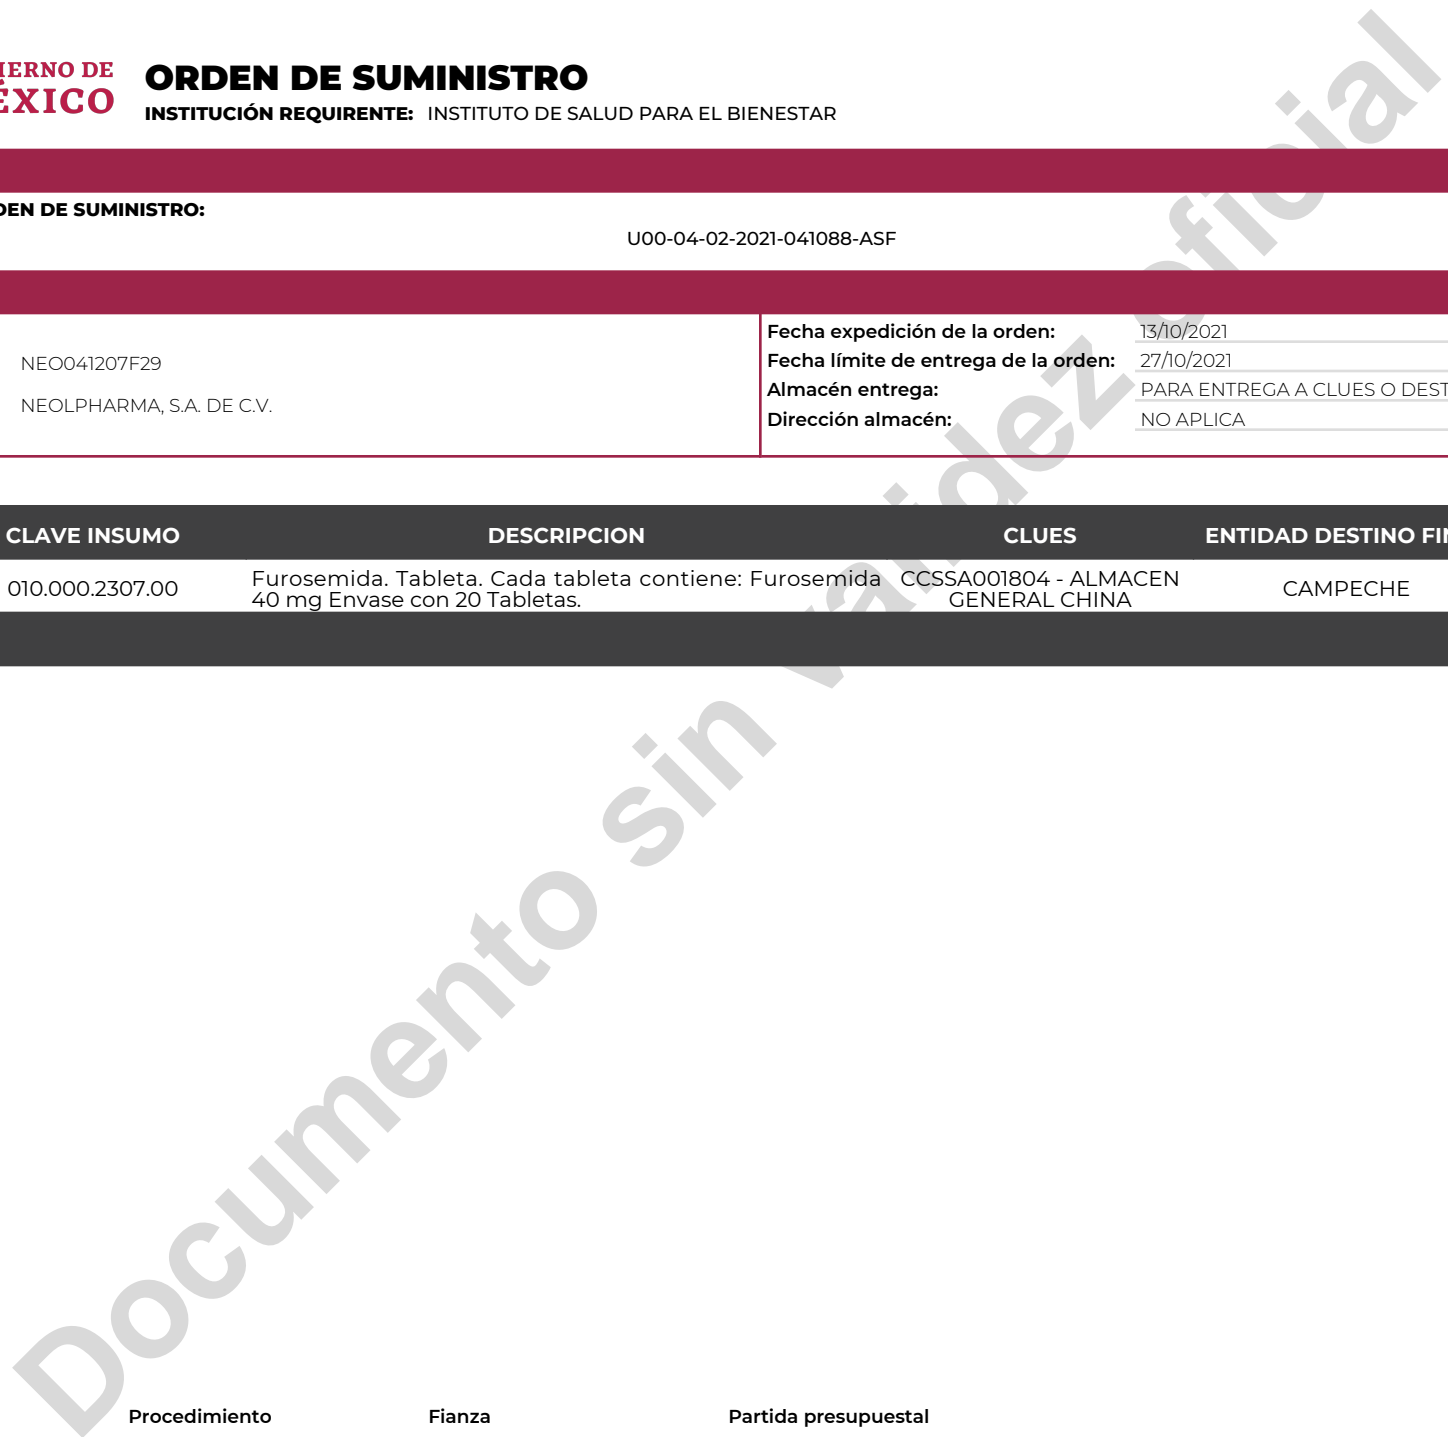 IERNO DE
ÉXICO
ORDEN DE SUMINISTRO
INSTITUCIÓN REQUIRENTE: INSTITUTO DE SALUD PARA EL BIENESTAR
DEN DE SUMINISTRO:
U00-04-02-2021-041088-ASF
NEO041207F29
NEOLPHARMA, S.A. DE C.V.
Fecha expedición de la orden: 13/10/2021
Fecha límite de entrega de la orden: 27/10/2021
Almacén entrega: PARA ENTREGA A CLUES O DEST
Dirección almacén: NO APLICA
CLAVE INSUMO DESCRIPCION CLUES ENTIDAD DESTINO FIN
010.000.2307.00 Furosemida. Tableta. Cada tableta contiene: Furosemida CCSSA001804 - ALMACEN CAMPECHE
40 mg Envase con 20 Tabletas. GENERAL CHINA
Documento sin validez oficial
Procedimiento Fianza Partida presupuestal